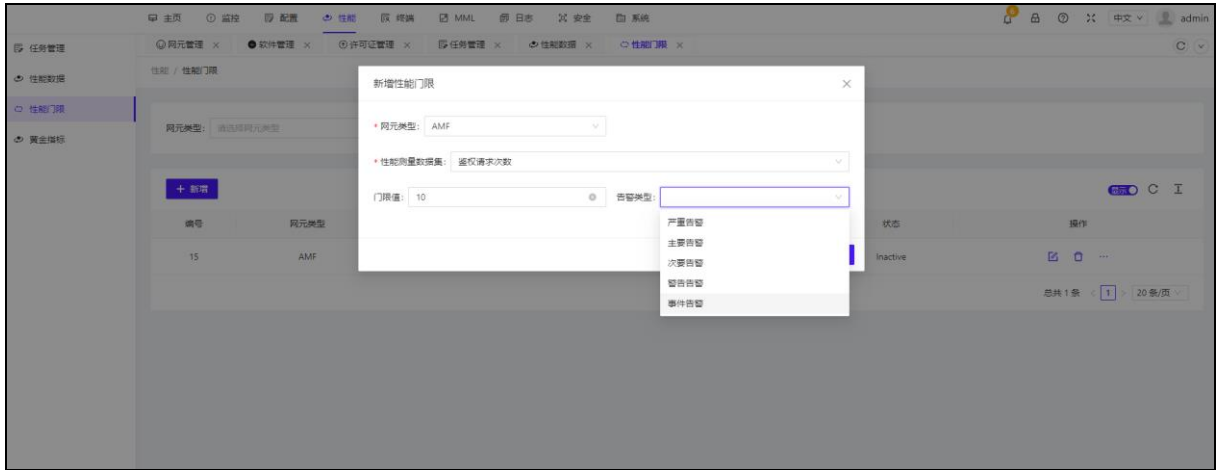 主页 监控 配置 性能 终端 MML 日志 安全 系统 中文 admin
任务管理
性能数据
性能门限
黄金指标
网元管理 × 软件管理 × 许可证管理 × 任务管理 × 性能数据 × 性能门限 ×
性能 / 性能门限
网元类型: 请选择网元类型
+ 新增
显示
编号 网元类型 状态 操作
15 AMF Inactive ...
总共 1 条 < 1 > 20 条/页
新增性能门限 ×
* 网元类型: AMF
* 性能测量数据集: 鉴权请求次数
门限值: 10 告警类型:
严重告警
主要告警
次要告警
警告告警
事件告警